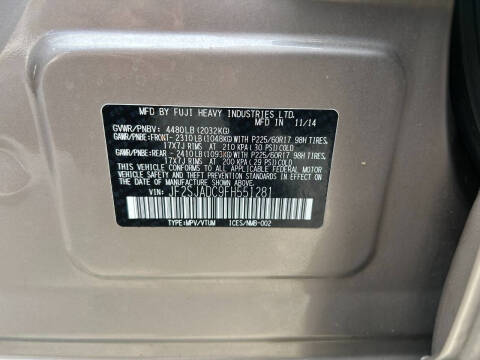 MFD. BY FUJI HEAVY INDUSTRIES LTD.
MFD. IN 11/14
GVWR/PNBV: 4480LB (2032KG)
GAWR/PNBE:FRONT- 2310LB (1048KG) WITH P225/60R17 98H TIRES,
17X7J RIMS AT 210 KPA (30 PSI) COLD
GAWR/PNBE:REAR - 2410LB (1093KG) WITH P225/60R17 98H TIRES,
17X7J RIMS AT 200 KPA (29 PSI) COLD
THIS VEHICLE CONFORMS TO ALL APPLICABLE FEDERAL MOTOR
VEHICLE SAFETY AND THEFT PREVENTION STANDARDS IN EFFECT
ON THE DATE OF MANUFACTURE SHOWN ABOVE.
VIN: JF2SJADC9FH551281
TYPE:MPV/VTUM ICES/NMB-002